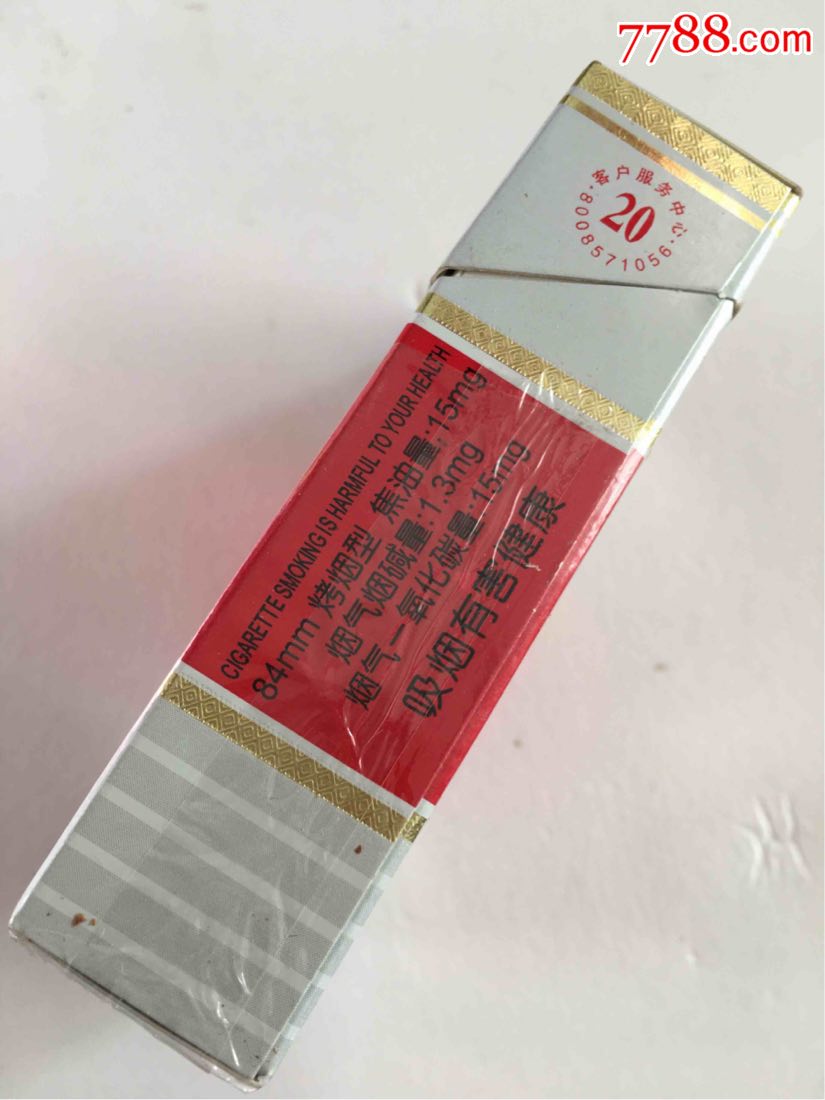 7788.com
客户服务中心·8008571056·
20
CIGARETTE SMOKING IS HARMFUL TO YOUR HEALTH
84mm 烤烟型 焦油量:15mg
烟气烟碱量:1.3mg
烟气一氧化碳量:15mg
吸烟有害健康